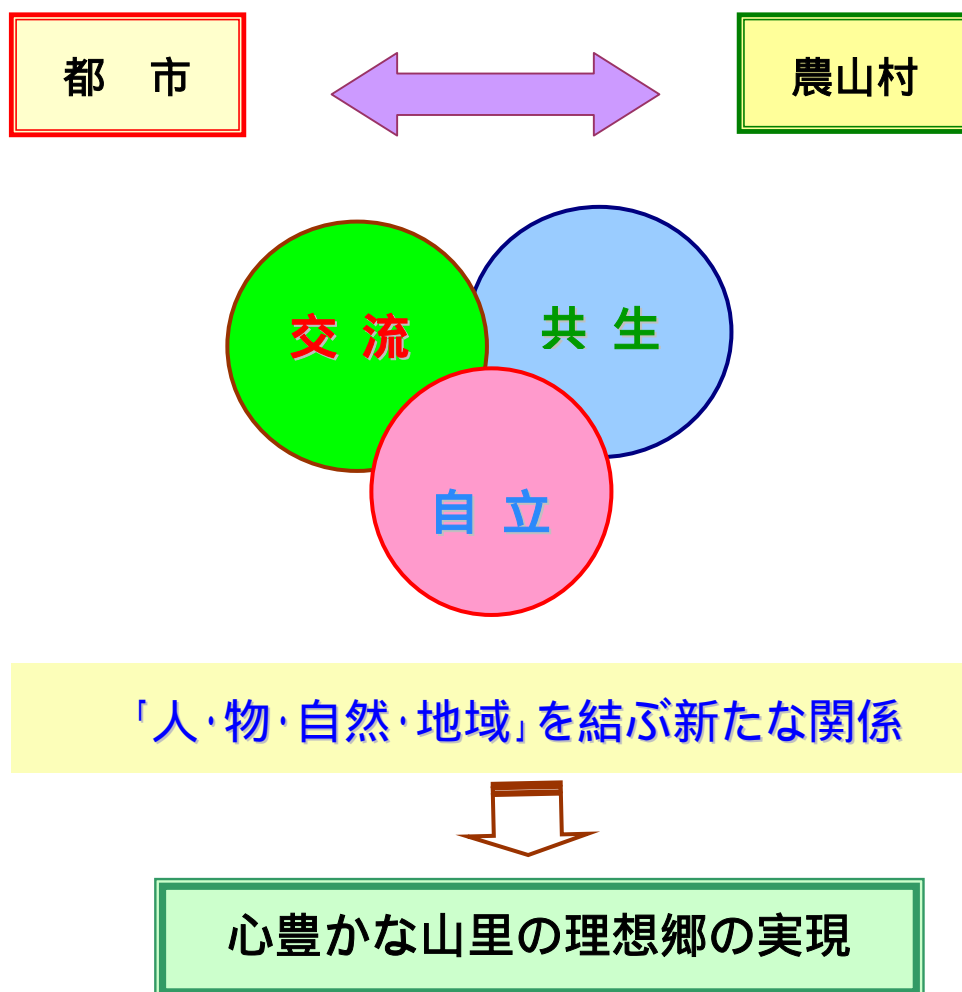 都　市
農山村
交 流
共 生
自 立
「人・物・自然・地域」を結ぶ新たな関係
心豊かな山里の理想郷の実現